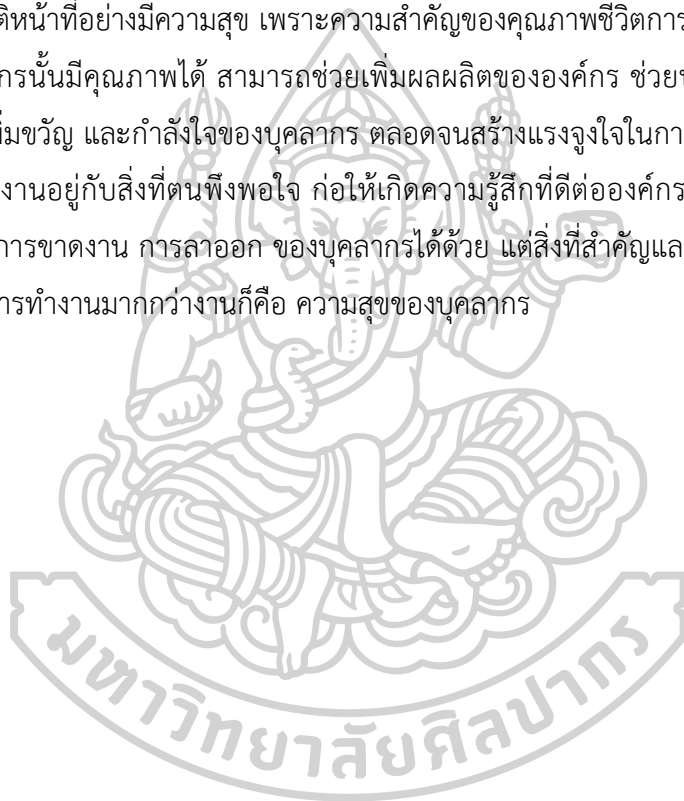 ติหน้าที่อย่างมีความสุข เพราะความสำคัญของคุณภาพชีวิตการ
กรนั้นมีคุณภาพได้ สามารถช่วยเพิ่มผลผลิตขององค์กร ช่วย
ิ่มขวัญ และกำลังใจของบุคลากร ตลอดจนสร้างแรงจูงใจในกา
งานอยู่กับสิ่งที่ตนพึงพอใจ ก่อให้เกิดความรู้สึกที่ดีต่อองค์กร
การขาดงาน การลาออก ของบุคลากรได้ด้วย แต่สิ่งที่สำคัญแล
ารทำงานมากกว่างานก็คือ ความสุขของบุคลากร
มหาวิทยาลัยศิลปากร